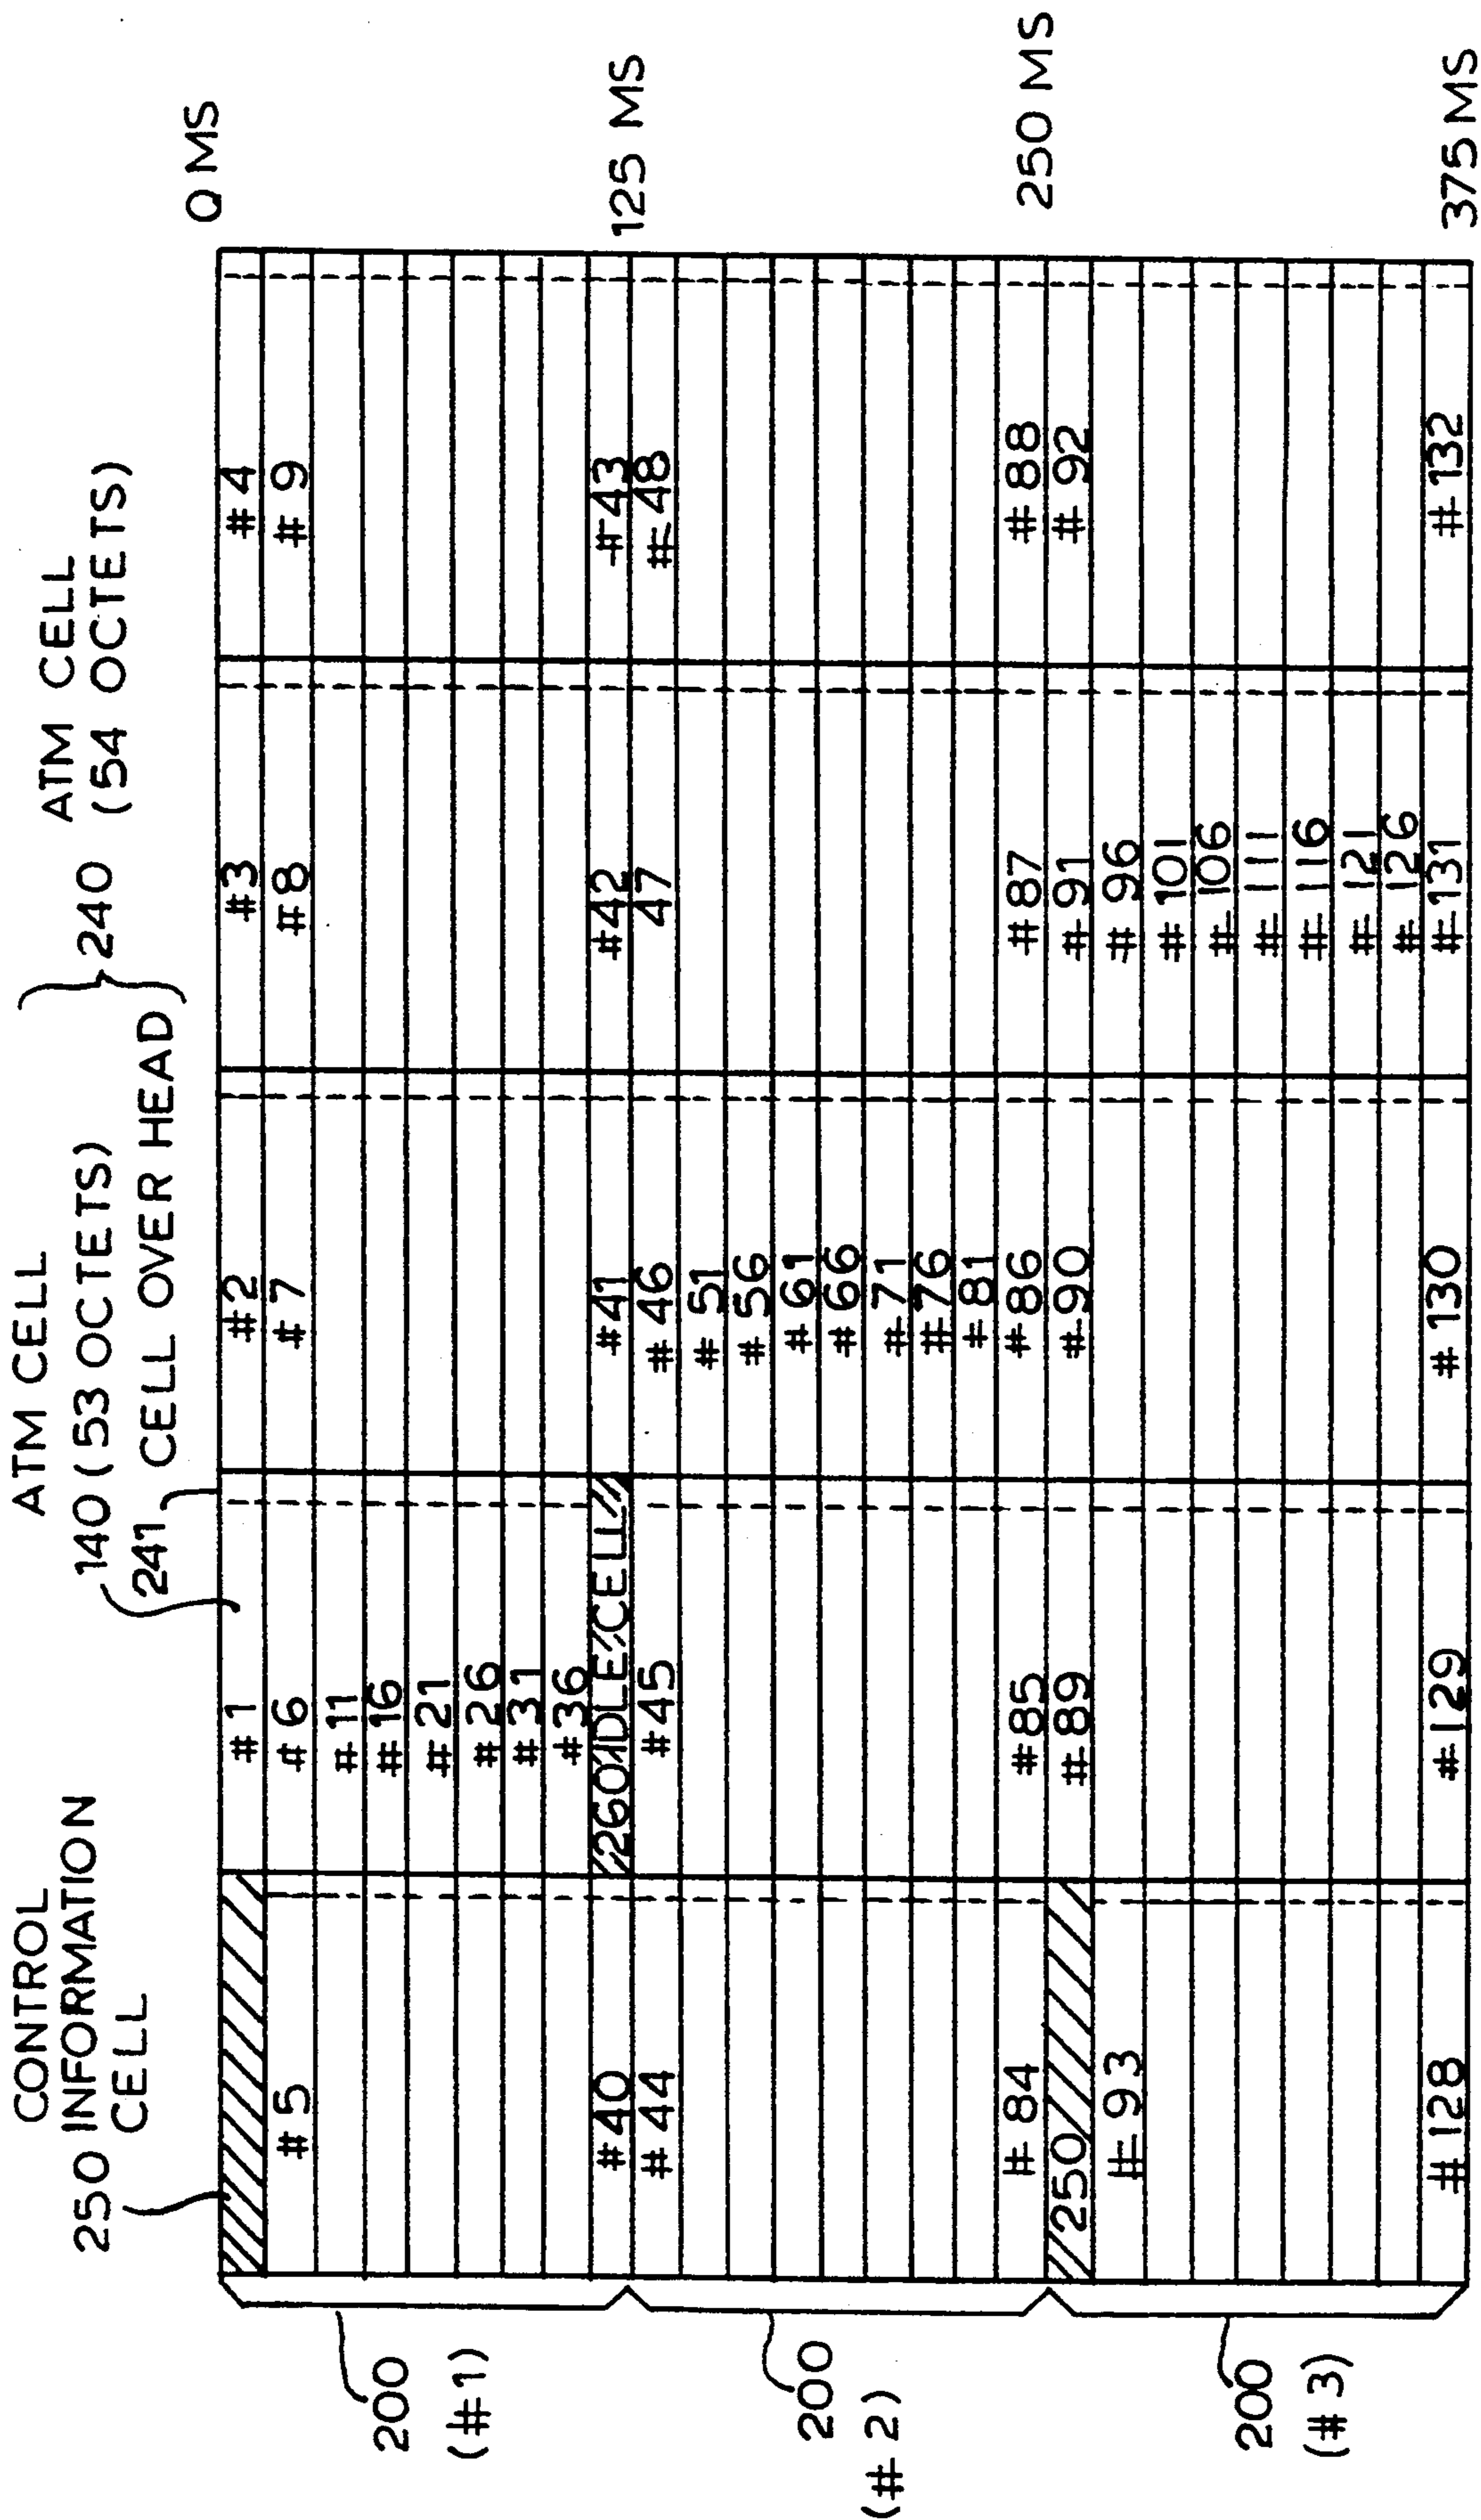 CONTROL
250 INFORMATION
CELL
ATM CELL
140 (53 OCTETS)
241 CELL OVER HEAD
240
ATM CELL
(54 OCTETS)
0 MS
#1 #2 #3 #4
#5 #6 #7 #8 #9
#11
#16
#21
#26
#31
#36
#40 260 IDLE CELL #41 #42 #43
125 MS
#44 #45 #46 47 #48
#51
#56
#61
#66
#71
#76
#81
#84 #85 #86 #87 #88
250 MS
250 #89 #90 #91 #92
#93 #96
#101
#106
#111
#116
#121
#126
#128 #129 #130 #131 #132
375 MS
200
(#1)
200
(#2)
200
(#3)